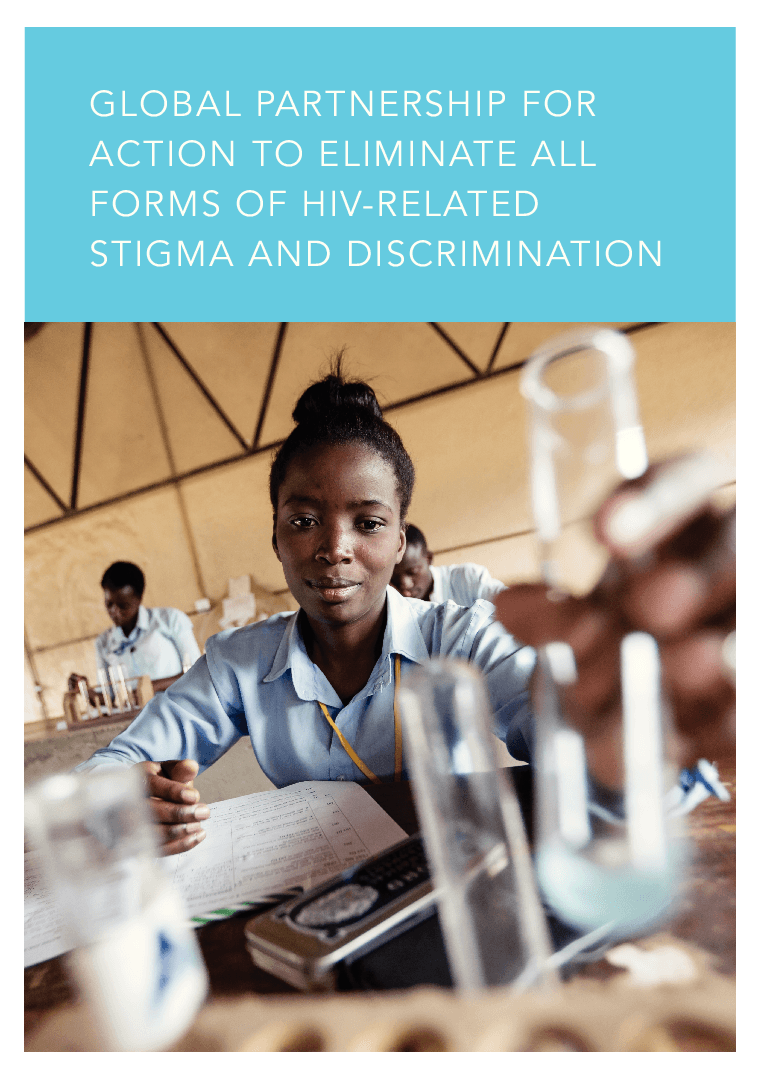 GLOBAL PARTNERSHIP FOR
ACTION TO ELIMINATE ALL
FORMS OF HIV-RELATED
STIGMA AND DISCRIMINATION